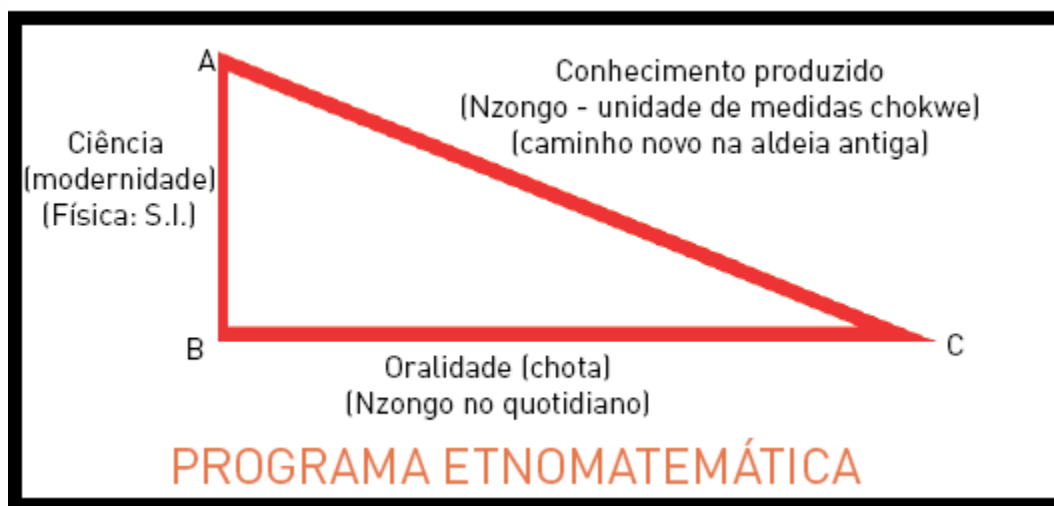 A
Conhecimento produzido
(Nzongo - unidade de medidas chokwe)
(caminho novo na aldeia antiga)
Ciência
(modernidade)
(Física: S.I.)
B
C
Oralidade (chota)
(Nzongo no quotidiano)
PROGRAMA ETNOMATEMÁTICA